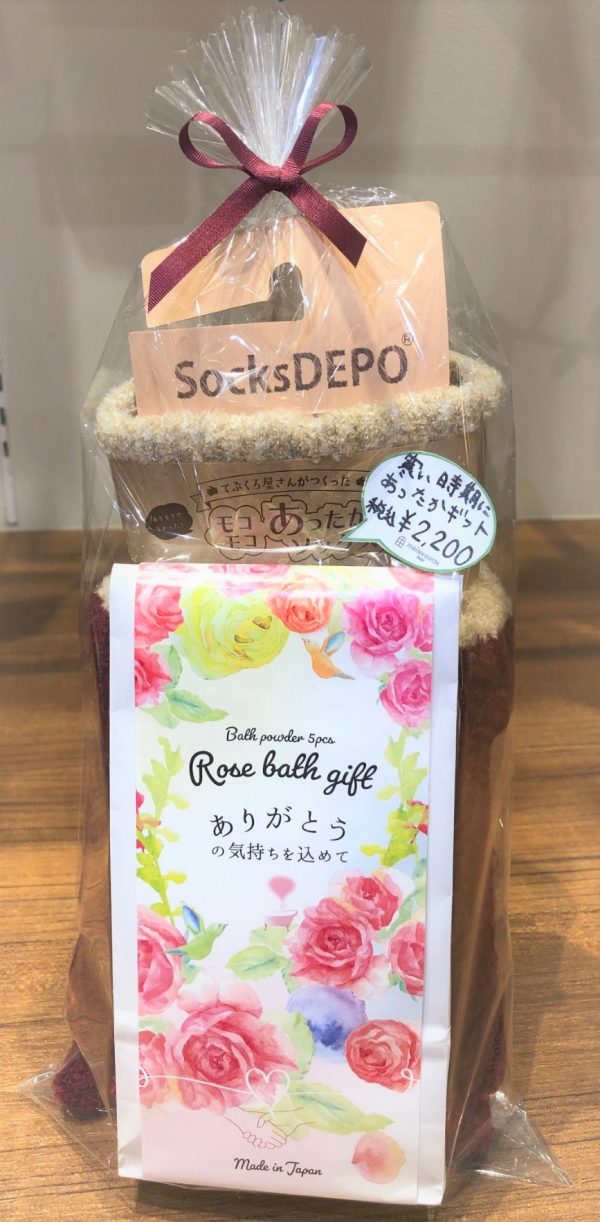 SocksDEPO®
てぶくろ屋さんがつくった
モコ
モコ
あったか
寒い時期に
あったかギフト
税込¥2,200
Bath powder 5pcs
Rose bath gift
ありがとう
の気持ちを込めて
Made in Japan